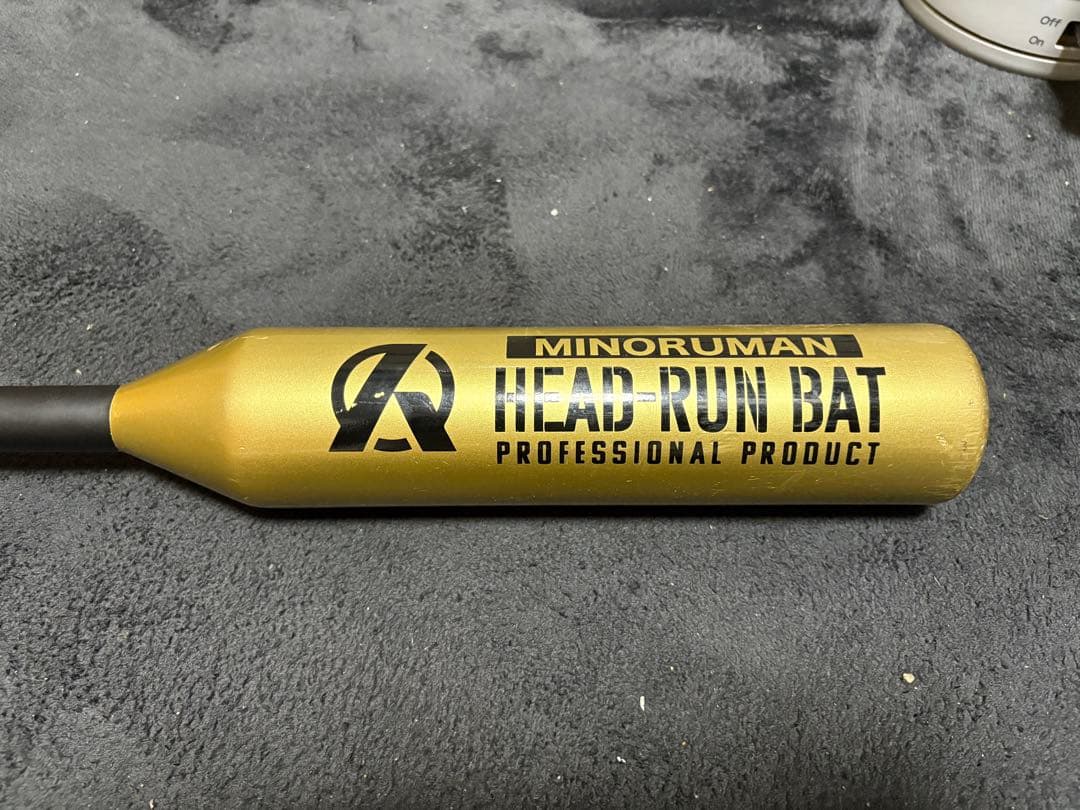 Off
On
MINORUMAN
HEAD-RUN BAT
PROFESSIONAL PRODUCT